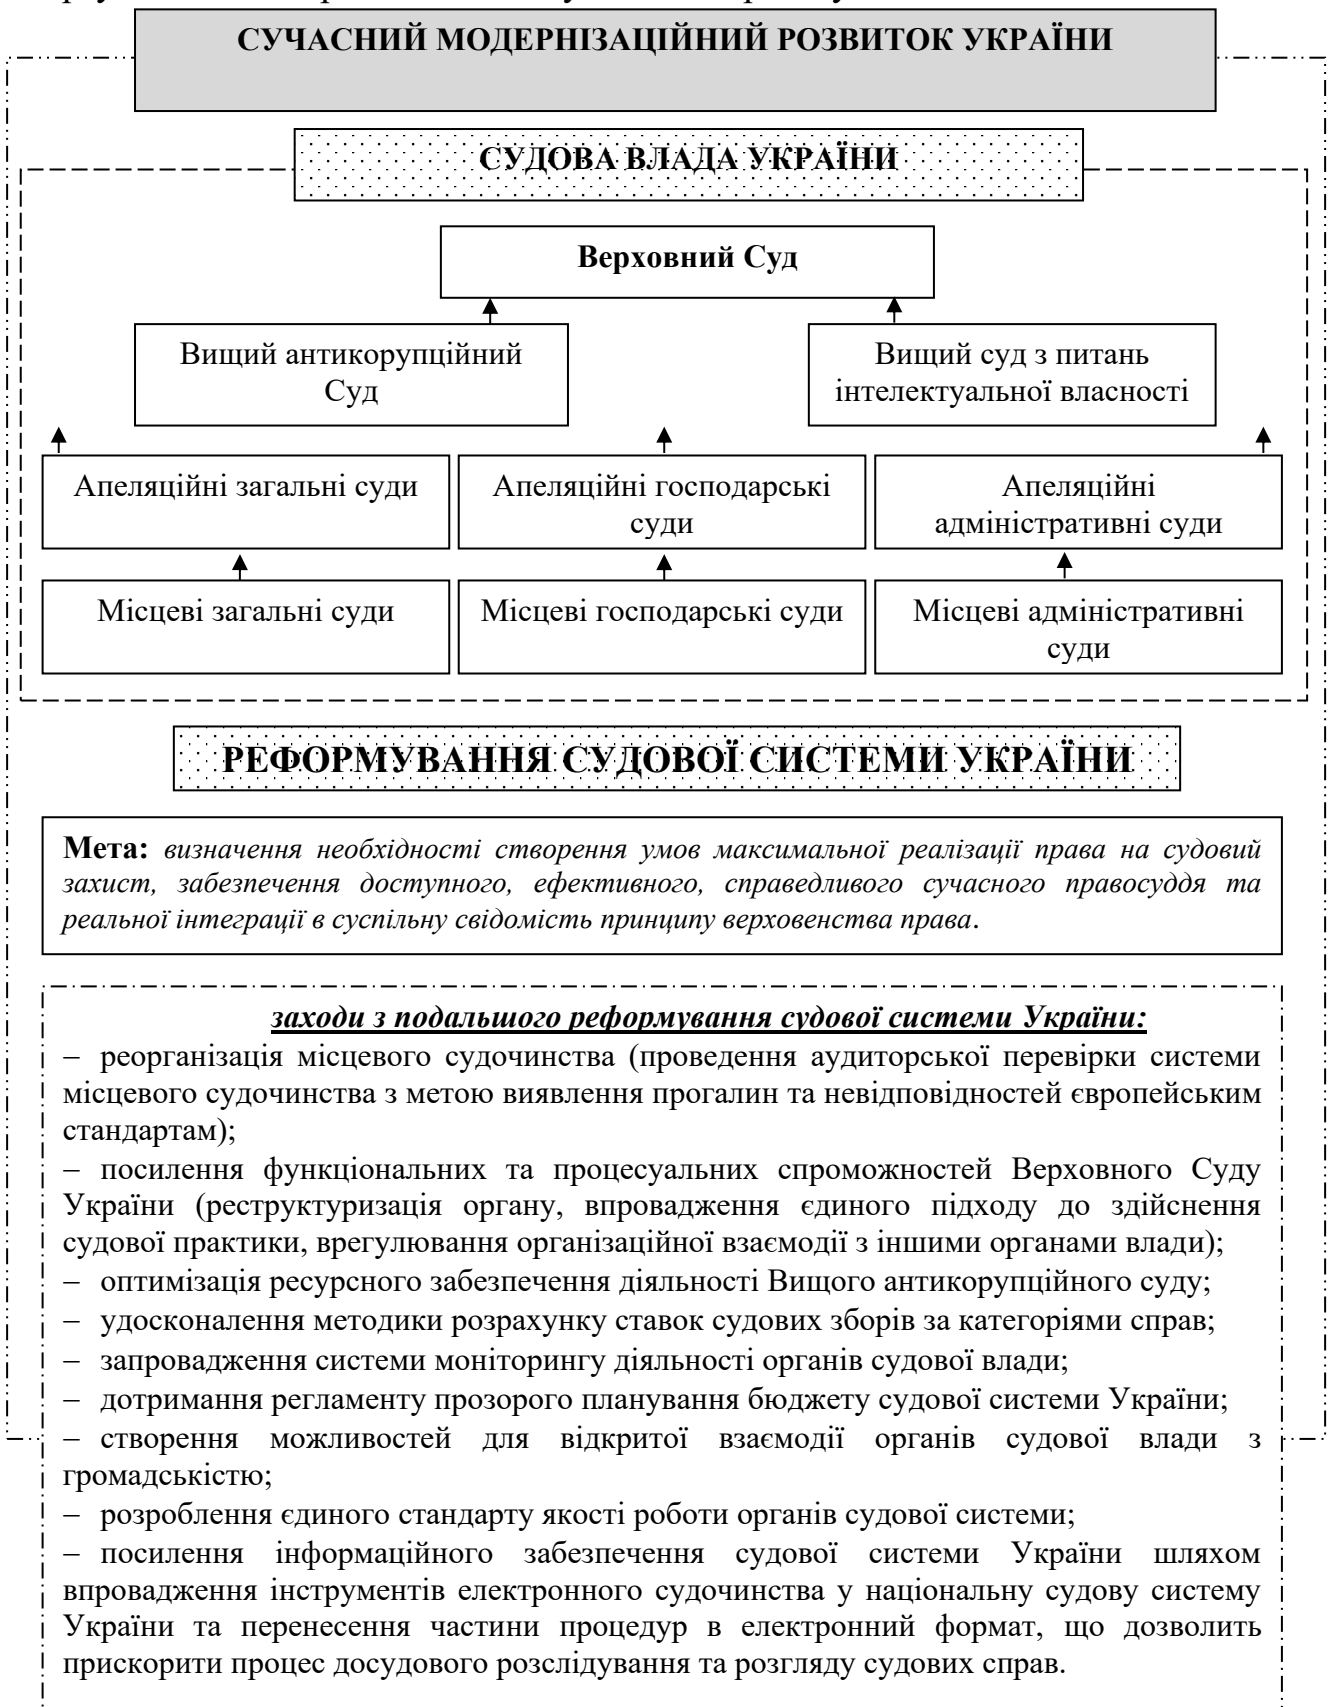 СУЧАСНИЙ МОДЕРНІЗАЦІЙНИЙ РОЗВИТОК УКРАЇНИ
СУДОВА ВЛАДА УКРАЇНИ
Верховний Суд
Вищий антикорупційний
Суд
Вищий суд з питань
інтелектуальної власності
Апеляційні загальні суди
Апеляційні господарські
суди
Апеляційні
адміністративні суди
Місцеві загальні суди
Місцеві господарські суди
Місцеві адміністративні
суди
РЕФОРМУВАННЯ СУДОВОЇ СИСТЕМИ УКРАЇНИ
Мета: визначення необхідності створення умов максимальної реалізації права на судовий
захист, забезпечення доступного, ефективного, справедливого сучасного правосуддя та
реальної інтеграції в суспільну свідомість принципу верховенства права.
заходи з подальшого реформування судової системи України:
– реорганізація місцевого судочинства (проведення аудиторської перевірки системи
місцевого судочинства з метою виявлення прогалин та невідповідностей європейським
стандартам);
– посилення функціональних та процесуальних спроможностей Верховного Суду
України (реструктуризація органу, впровадження єдиного підходу до здійснення
судової практики, врегулювання організаційної взаємодії з іншими органами влади);
– оптимізація ресурсного забезпечення діяльності Вищого антикорупційного суду;
– удосконалення методики розрахунку ставок судових зборів за категоріями справ;
– запровадження системи моніторингу діяльності органів судової влади;
– дотримання регламенту прозорого планування бюджету судової системи України;
– створення можливостей для відкритої взаємодії органів судової влади з
громадськістю;
– розроблення єдиного стандарту якості роботи органів судової системи;
– посилення інформаційного забезпечення судової системи України шляхом
впровадження інструментів електронного судочинства у національну судову систему
України та перенесення частини процедур в електронний формат, що дозволить
прискорити процес досудового розслідування та розгляду судових справ.